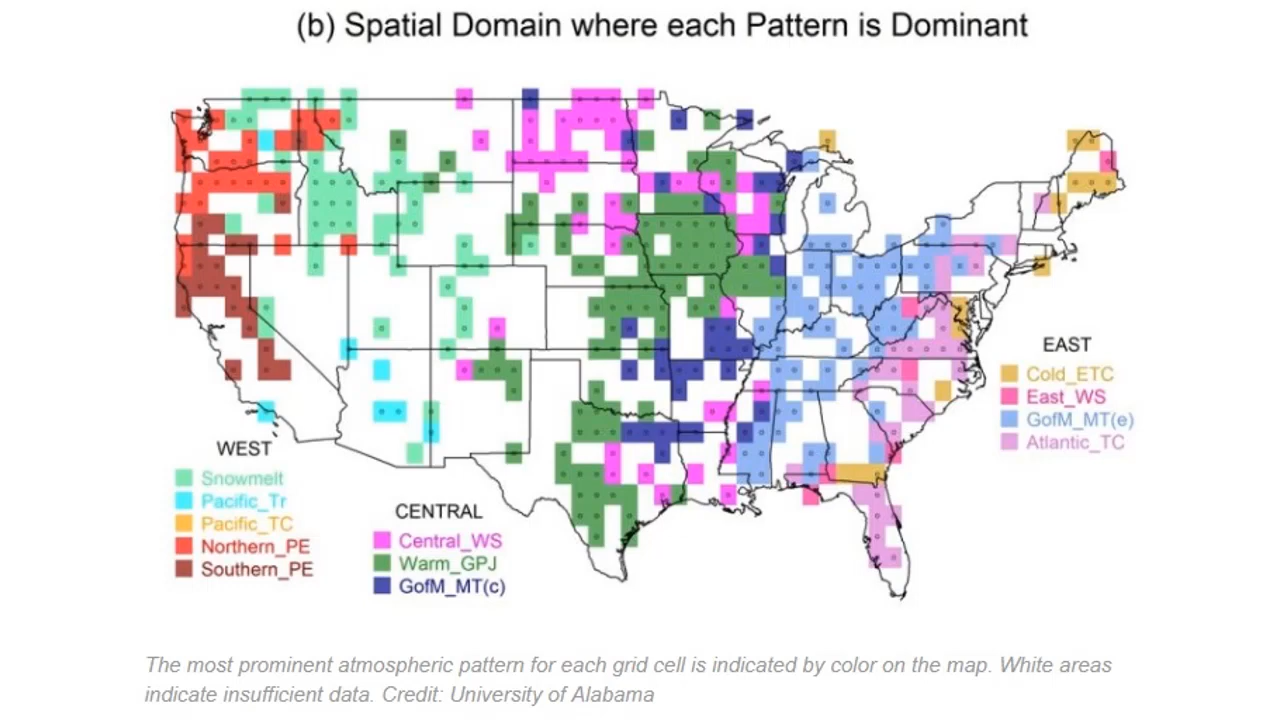 (b) Spatial Domain where each Pattern is Dominant
WEST
Snowmelt
Pacific_Tr
Pacific_TC
Northern_PE
Southern_PE
CENTRAL
Central_WS
Warm_GPJ
GofM_MT(c)
EAST
Cold_ETC
East_WS
GofM_MT(e)
Atlantic_TC
The most prominent atmospheric pattern for each grid cell is indicated by color on the map. White areas
indicate insufficient data. Credit: University of Alabama